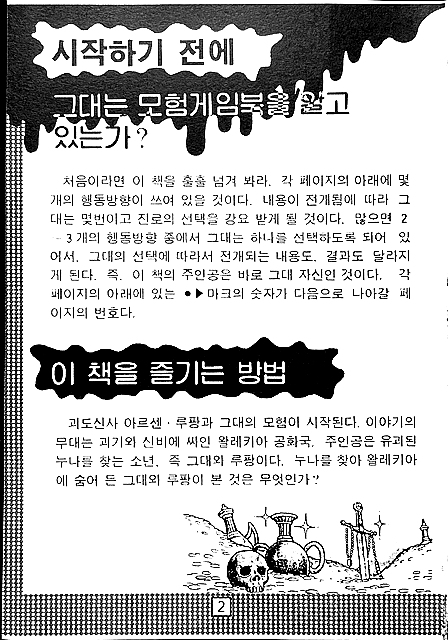 시작하기 전에
그대는 모험게임북을 알고
있는가?
처음이라면 이 책을 훌훌 넘겨 봐라. 각 페이지의 아래에 몇
개의 행동방향이 쓰여 있을 것이다. 내용이 전개됨에 따라 그
대는 몇번이고 진로의 선택을 강요 받게 될 것이다. 많으면 2
-3개의 행동방향 중에서 그대는 하나를 선택하도록 되어 있
어서, 그대의 선택에 따라서 전개되는 내용도, 결과도 달라지
게 된다. 즉, 이 책의 주인공은 바로 그대 자신인 것이다. 각
페이지의 아래에 있는 ●▶마크의 숫자가 다음으로 나아갈 페
이지의 번호다.
이 책을 즐기는 방법
괴도신사 아르센·루팡과 그대의 모험이 시작된다. 이야기의
무대는 괴기와 신비에 싸인 왈레키아 공화국. 주인공은 유괴된
누나를 찾는 소년, 즉 그대와 루팡이다. 누나를 찾아 왈레키아
에 숨어 든 그대와 루팡이 본 것은 무엇인가?
2